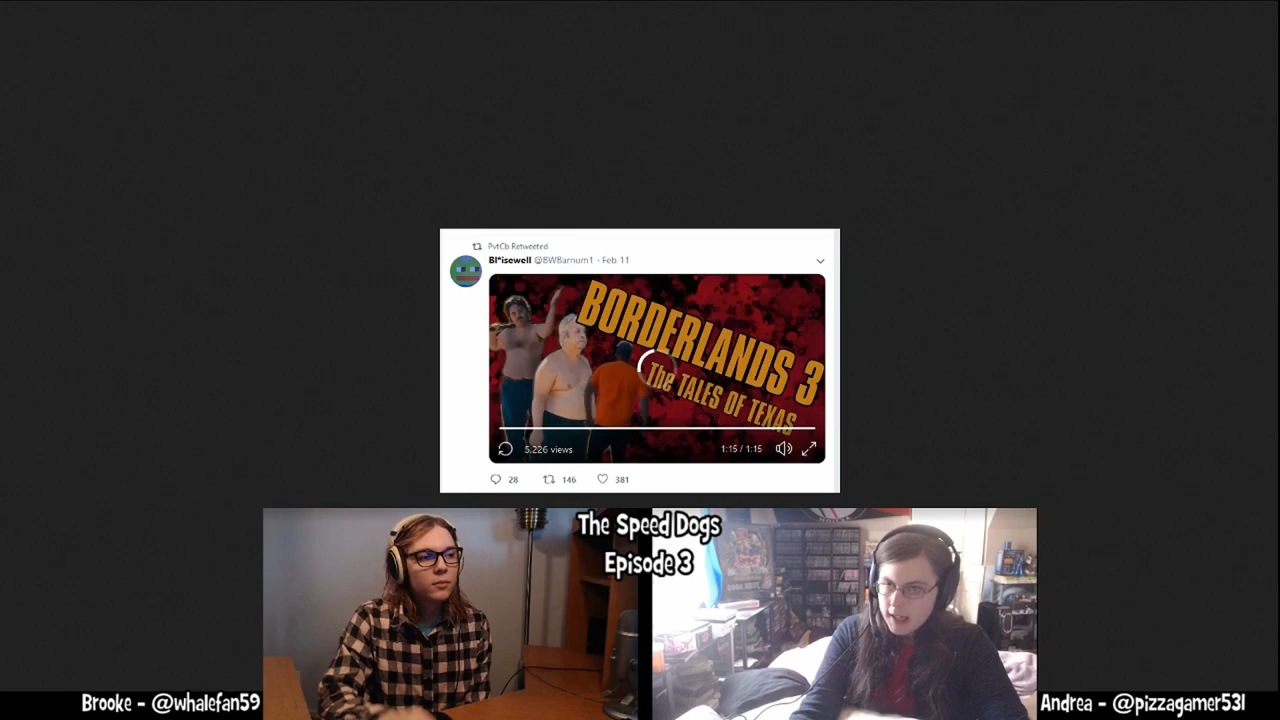 PvtCb Retweeted
Bl*isewell @BWBarnum1 · Feb 11
BORDERLANDS 3
The TALES OF TEXAS
5,226 views
1:15 / 1:15
28 146 381
The Speed Dogs
Episode 3
Brooke - @whalefan59
Andrea - @pizzagamer531